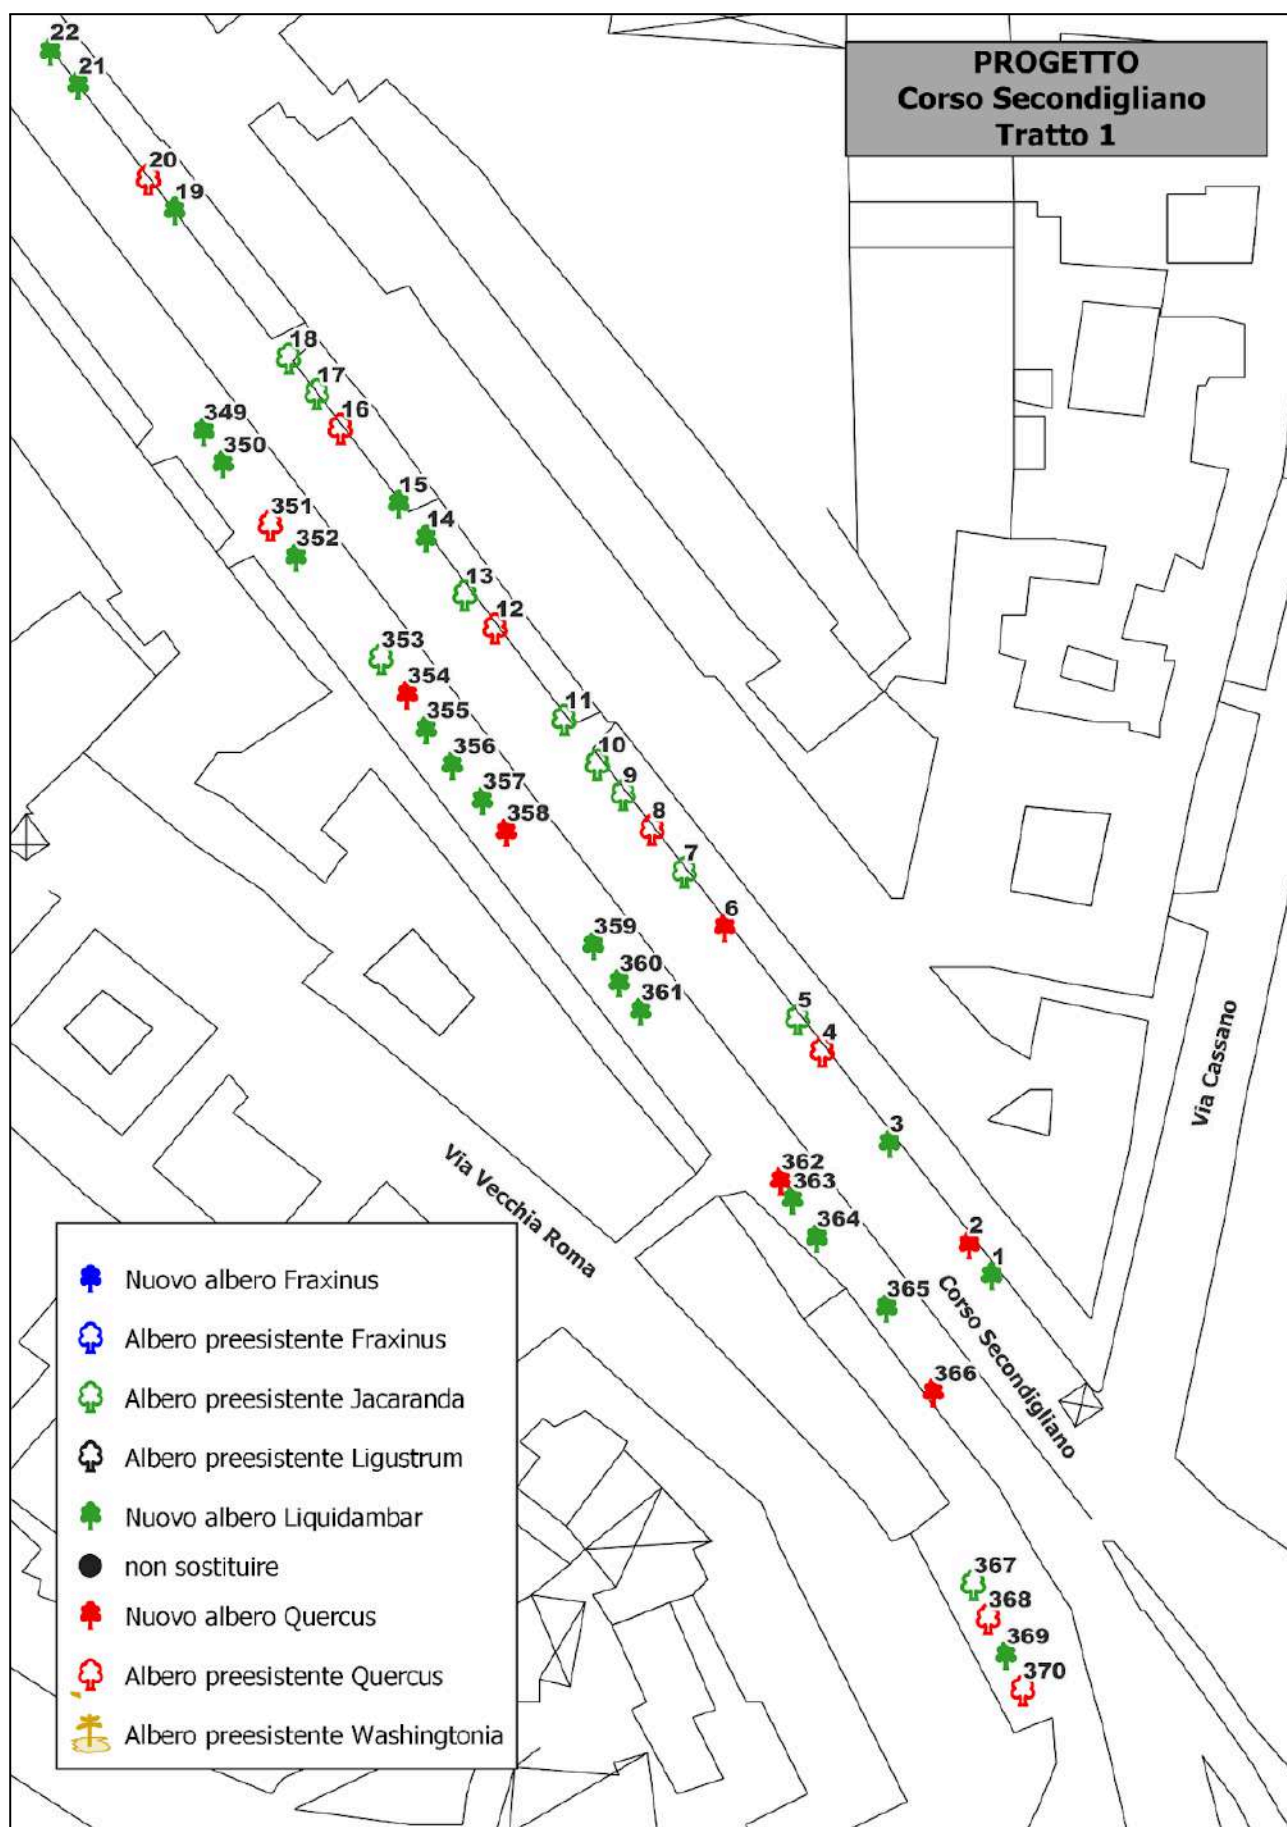 PROGETTO
Corso Secondigliano
Tratto 1
22
21
20
19
18
17
16
349
350
15
351
14
352
13
12
353
354
11
355
10
356
9
357
8
358
7
6
359
360
361
5
4
Via Cassano
3
Via Vecchia Roma
362
363
364
2
1
365
Corso Secondigliano
366
367
368
369
370
Nuovo albero Fraxinus
Albero preesistente Fraxinus
Albero preesistente Jacaranda
Albero preesistente Ligustrum
Nuovo albero Liquidambar
non sostituire
Nuovo albero Quercus
Albero preesistente Quercus
Albero preesistente Washingtonia